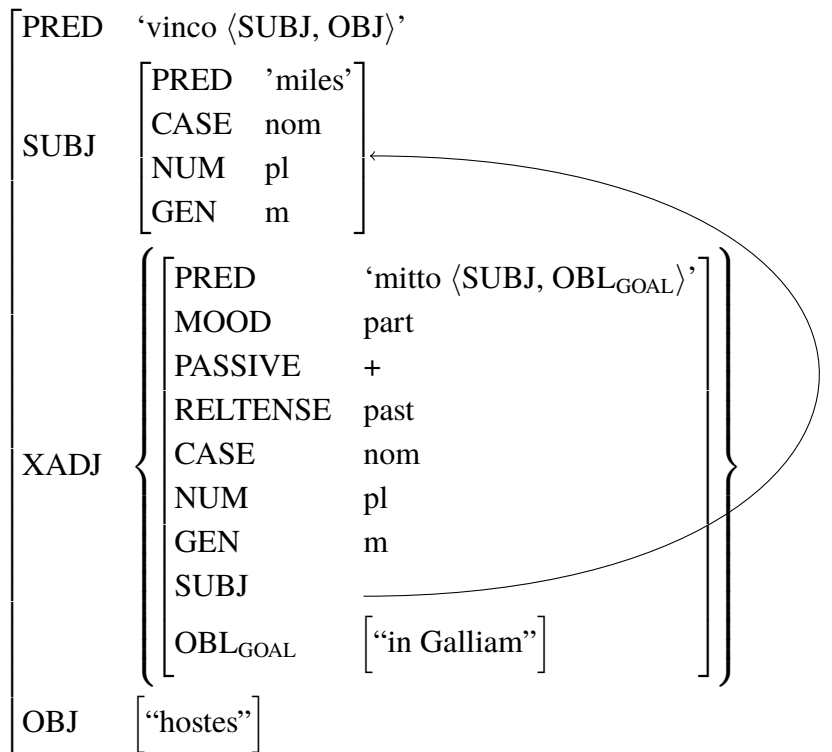 PRED ‘vinco ⟨SUBJ, OBJ⟩’
SUBJ
PRED ’miles’
CASE nom
NUM pl
GEN m
XADJ
PRED ‘mitto ⟨SUBJ, OBL_GOAL⟩’
MOOD part
PASSIVE +
RELTENSE past
CASE nom
NUM pl
GEN m
SUBJ
OBL_GOAL [“in Galliam”]
OBJ [“hostes”]